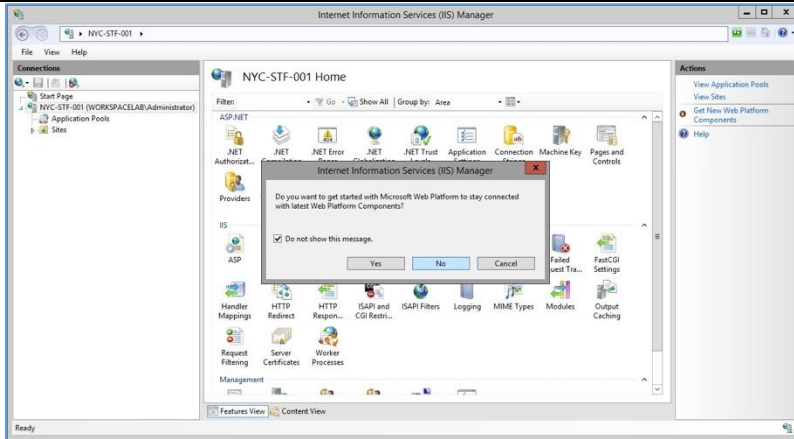 Internet Information Services (IIS) Manager
NYC-STF-001
File View Help
Connections
Start Page
NYC-STF-001 (WORKSPACELAB\Administrator)
Application Pools
Sites
NYC-STF-001 Home
Filter: Go Show All Group by: Area
ASP.NET
.NET Authorizat...
.NET
.NET Error
.NET
.NET Trust
Application
Connection
Machine Key
Pages and Controls
Providers
Internet Information Services (IIS) Manager
Do you want to get started with Microsoft Web Platform to stay connected
with latest Web Platform Components?
Do not show this message.
Yes No Cancel
IIS
ASP
Failed
uest Tra...
FastCGI Settings
Handler Mappings
HTTP Redirect
HTTP Respon...
ISAPI and CGI Restri...
ISAPI Filters
Logging
MIME Types
Modules
Output Caching
Request Filtering
Server Certificates
Worker Processes
Management
Features View Content View
Actions
View Application Pools
View Sites
Get New Web Platform
Components
Help
Ready